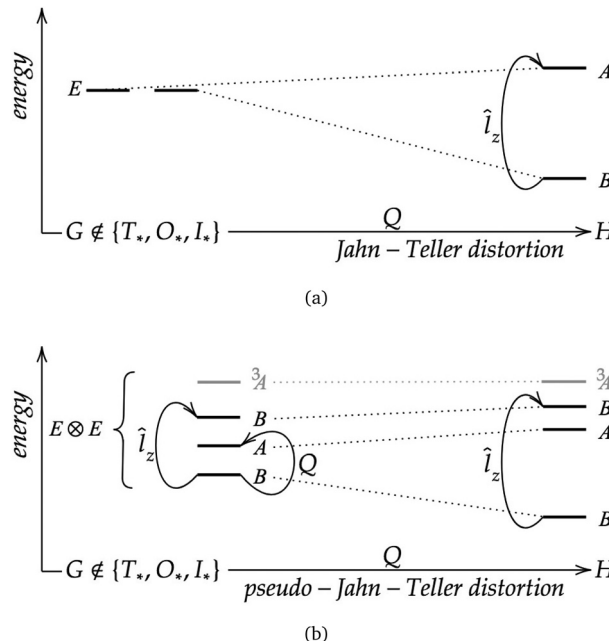 energy
E
A
l̂z
B
G ∉ {T*, O*, I*}
Q
H
Jahn – Teller distortion
(a)
energy
³A
³A
E ⊗ E
B
B
l̂z
A
A
Q
l̂z
B
B
G ∉ {T*, O*, I*}
Q
H
pseudo – Jahn – Teller distortion
(b)